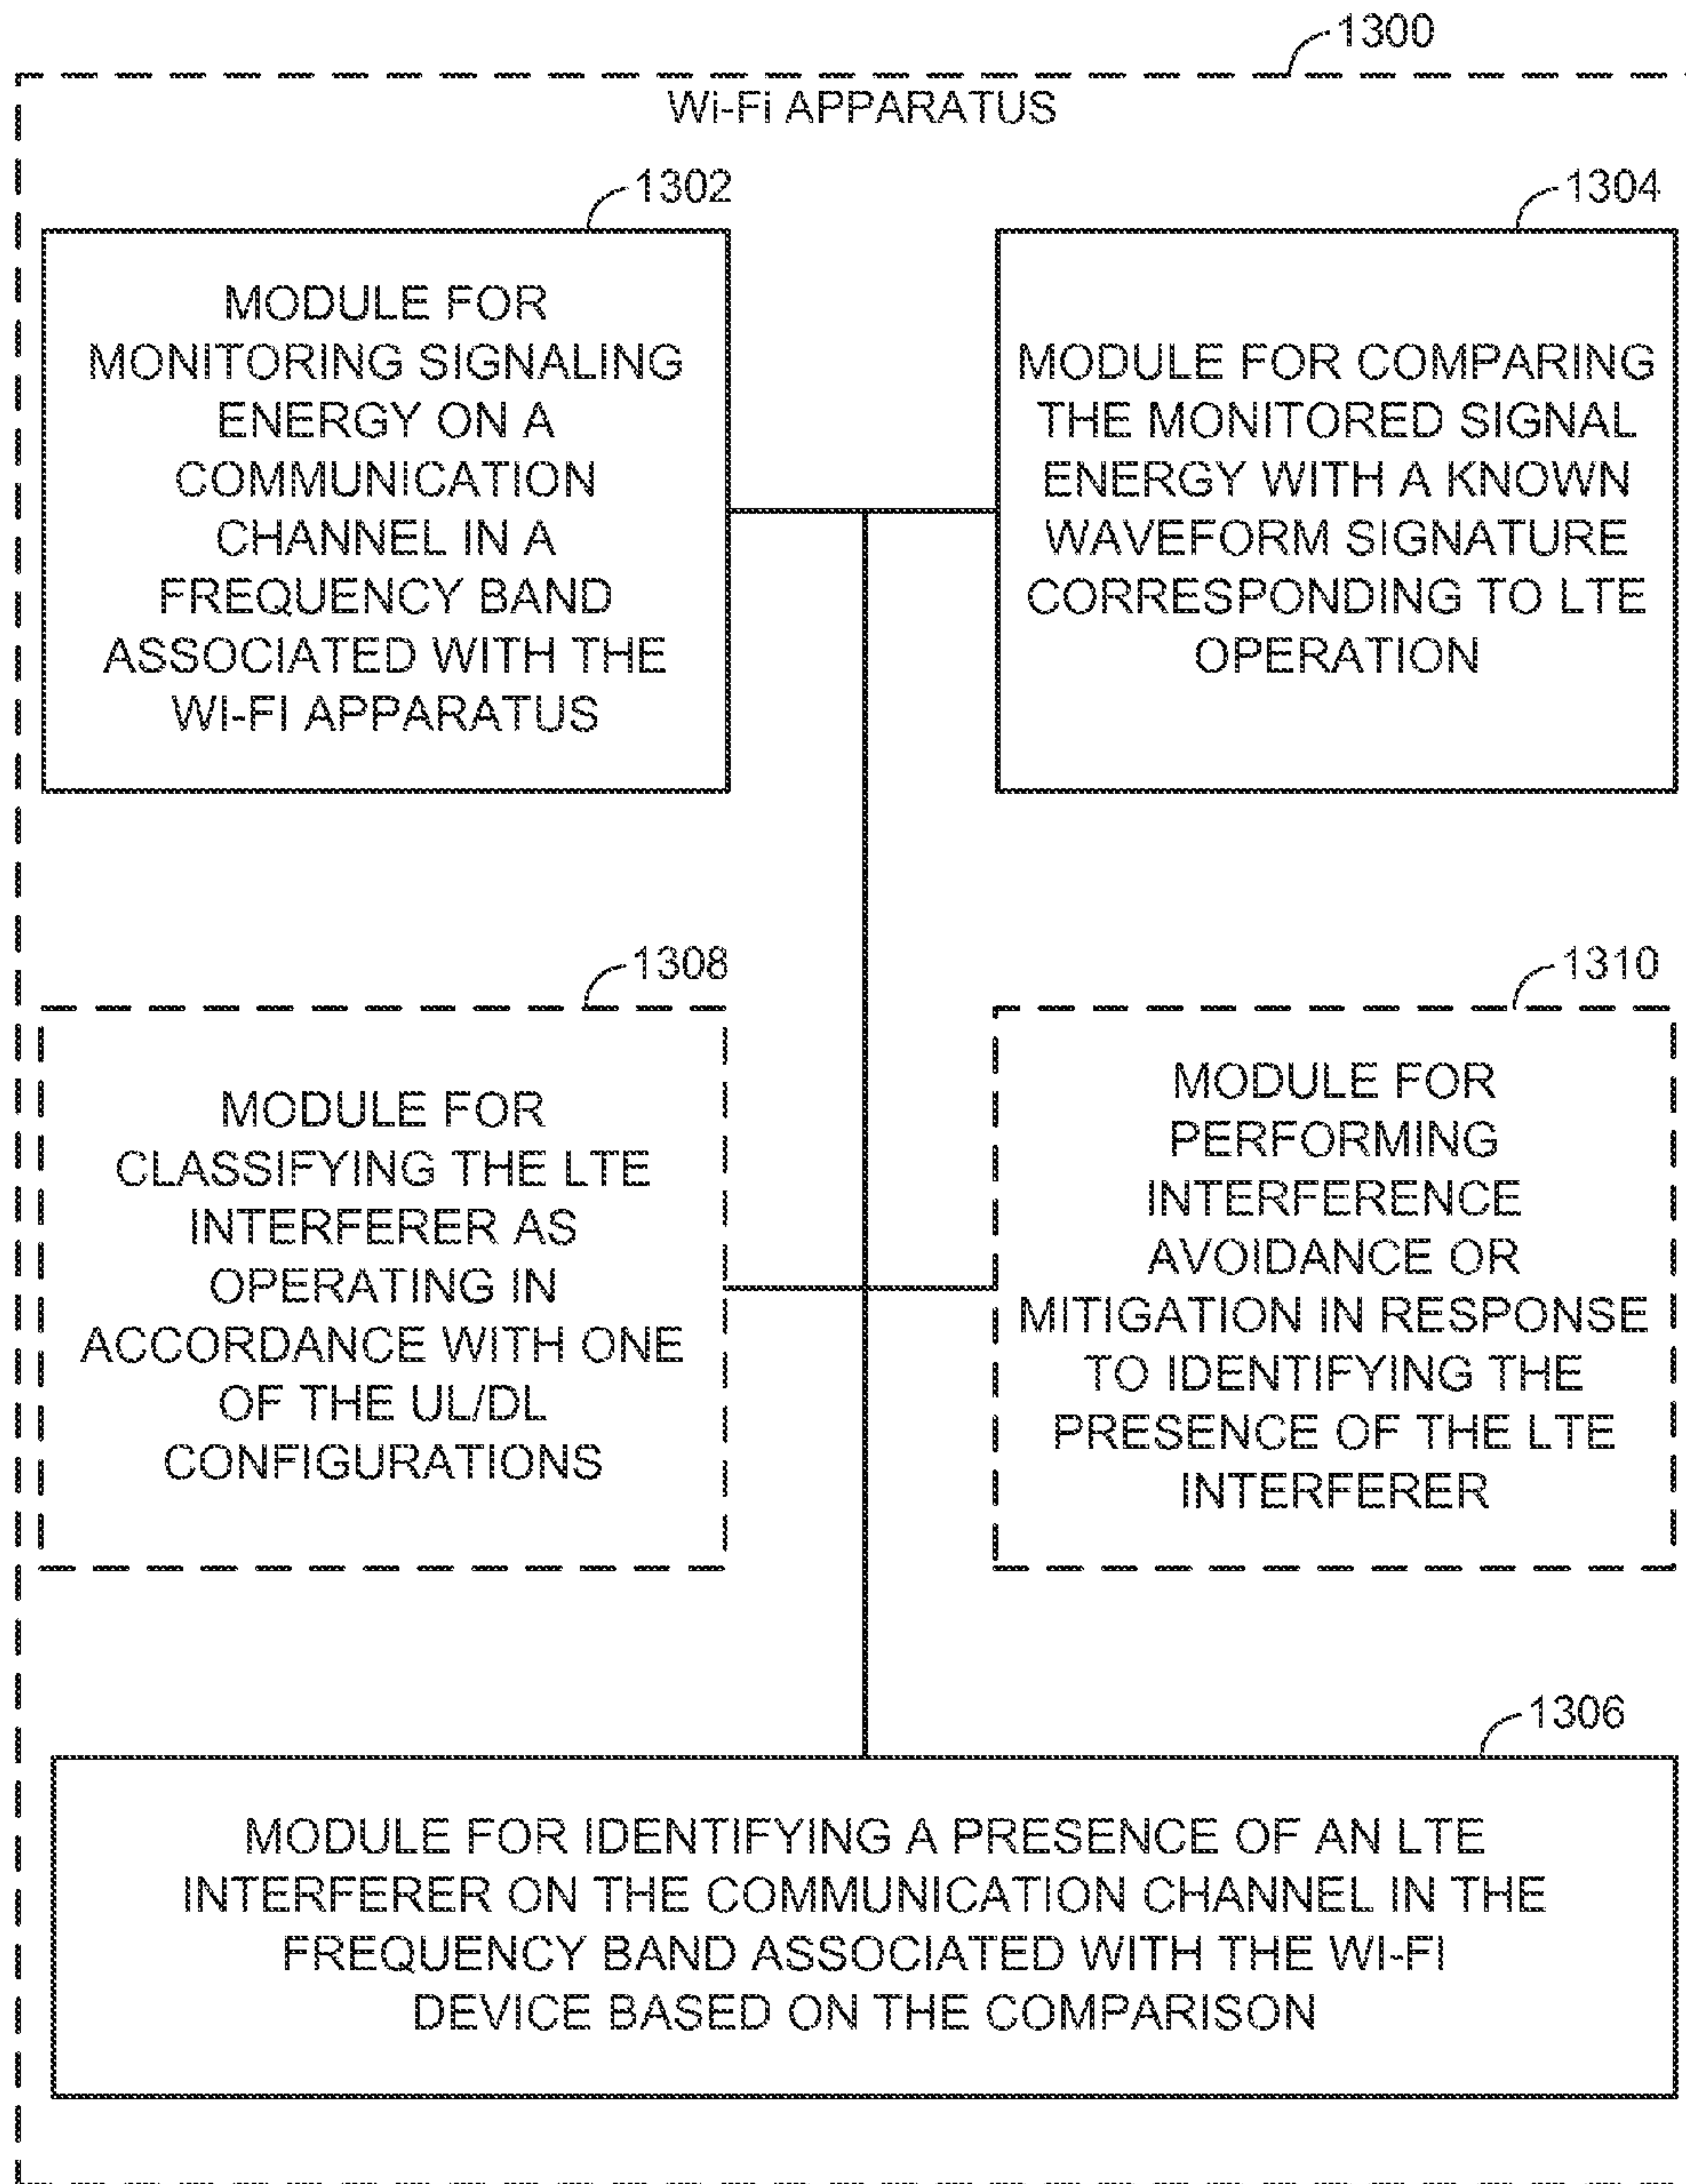 1300
Wi-Fi APPARATUS
1302
MODULE FOR
MONITORING SIGNALING
ENERGY ON A
COMMUNICATION
CHANNEL IN A
FREQUENCY BAND
ASSOCIATED WITH THE
WI-FI APPARATUS
1304
MODULE FOR COMPARING
THE MONITORED SIGNAL
ENERGY WITH A KNOWN
WAVEFORM SIGNATURE
CORRESPONDING TO LTE
OPERATION
1308
MODULE FOR
CLASSIFYING THE LTE
INTERFERER AS
OPERATING IN
ACCORDANCE WITH ONE
OF THE UL/DL
CONFIGURATIONS
1310
MODULE FOR
PERFORMING
INTERFERENCE
AVOIDANCE OR
MITIGATION IN RESPONSE
TO IDENTIFYING THE
PRESENCE OF THE LTE
INTERFERER
1306
MODULE FOR IDENTIFYING A PRESENCE OF AN LTE
INTERFERER ON THE COMMUNICATION CHANNEL IN THE
FREQUENCY BAND ASSOCIATED WITH THE WI-FI
DEVICE BASED ON THE COMPARISON